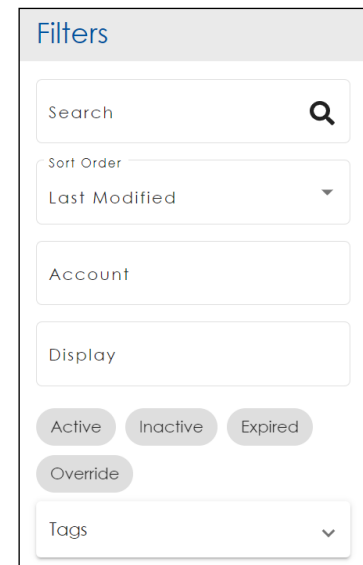 Filters
Search
Sort Order
Last Modified
Account
Display
Active Inactive Expired
Override
Tags